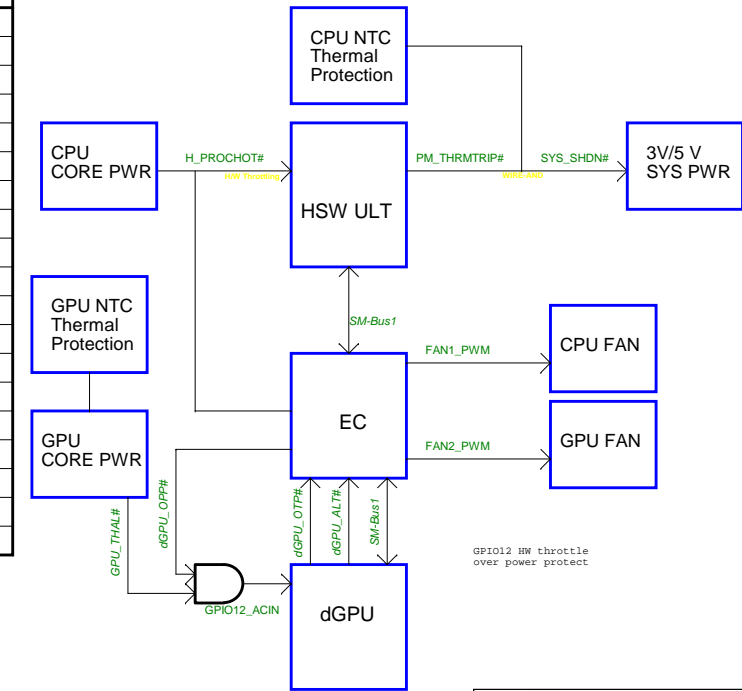 CPU NTC
Thermal
Protection
CPU
CORE PWR
H_PROCHOT#
H/W Throttling
HSW ULT
PM_THRMTRIP#
WIRE-AND
SYS_SHDN#
3V/5 V
SYS PWR
GPU NTC
Thermal
Protection
SM-Bus1
FAN1_PWM
CPU FAN
GPU
CORE PWR
EC
FAN2_PWM
GPU FAN
GPU_THAL#
dGPU_OPP#
dGPU_OTP#
dGPU_ALT#
SM-Bus1
GPIO12_ACIN
dGPU
GPIO12 HW throttle
over power protect